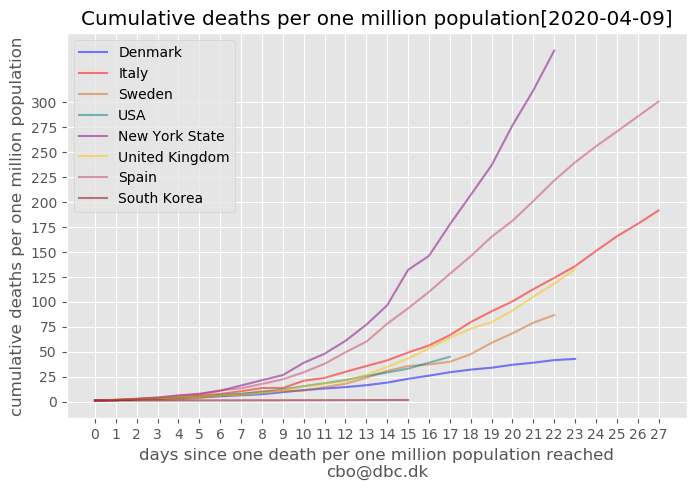 Cumulative deaths per one million population[2020-04-09]
cumulative deaths per one million population
Denmark
Italy
Sweden
USA
New York State
United Kingdom
Spain
South Korea
300
275
250
225
200
175
150
125
100
75
50
25
0
0 1 2 3 4 5 6 7 8 9 10 11 12 13 14 15 16 17 18 19 20 21 22 23 24 25 26 27
days since one death per one million population reached
cbo@dbc.dk